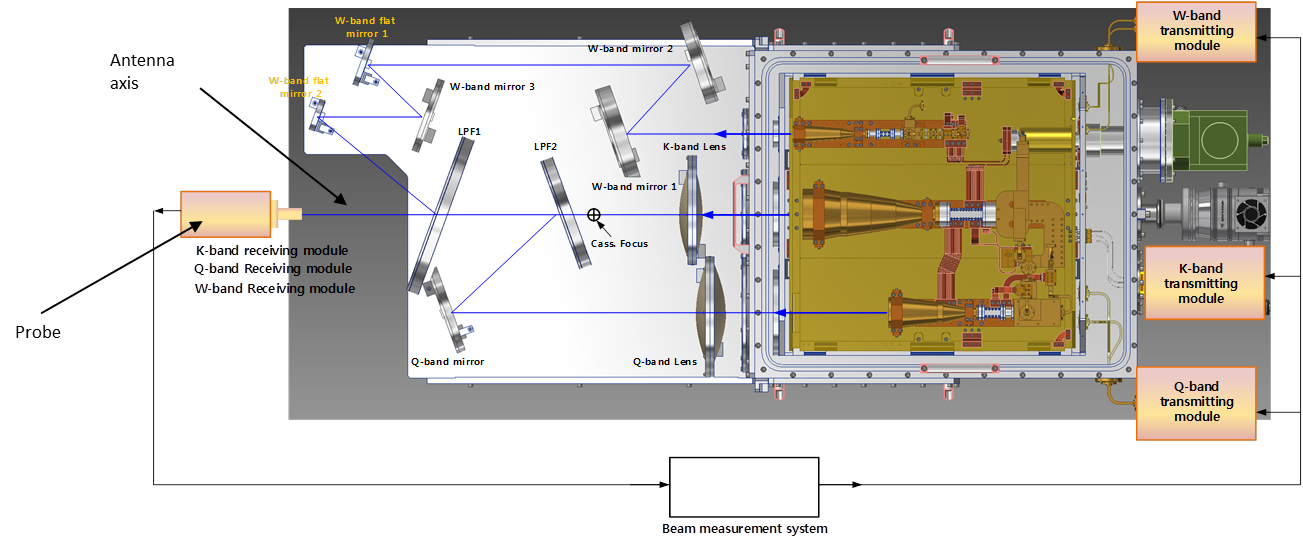 W-band flat
mirror 1
W-band mirror 2
W-band
transmitting
module
Antenna
axis
W-band flat
mirror 2
W-band mirror 3
LPF1
LPF2
K-band Lens
W-band mirror 1
Cass. Focus
K-band receiving module
Q-band Receiving module
W-band Receiving module
K-band
transmitting
module
Probe
Q-band mirror
Q-band Lens
Q-band
transmitting
module
Beam measurement system